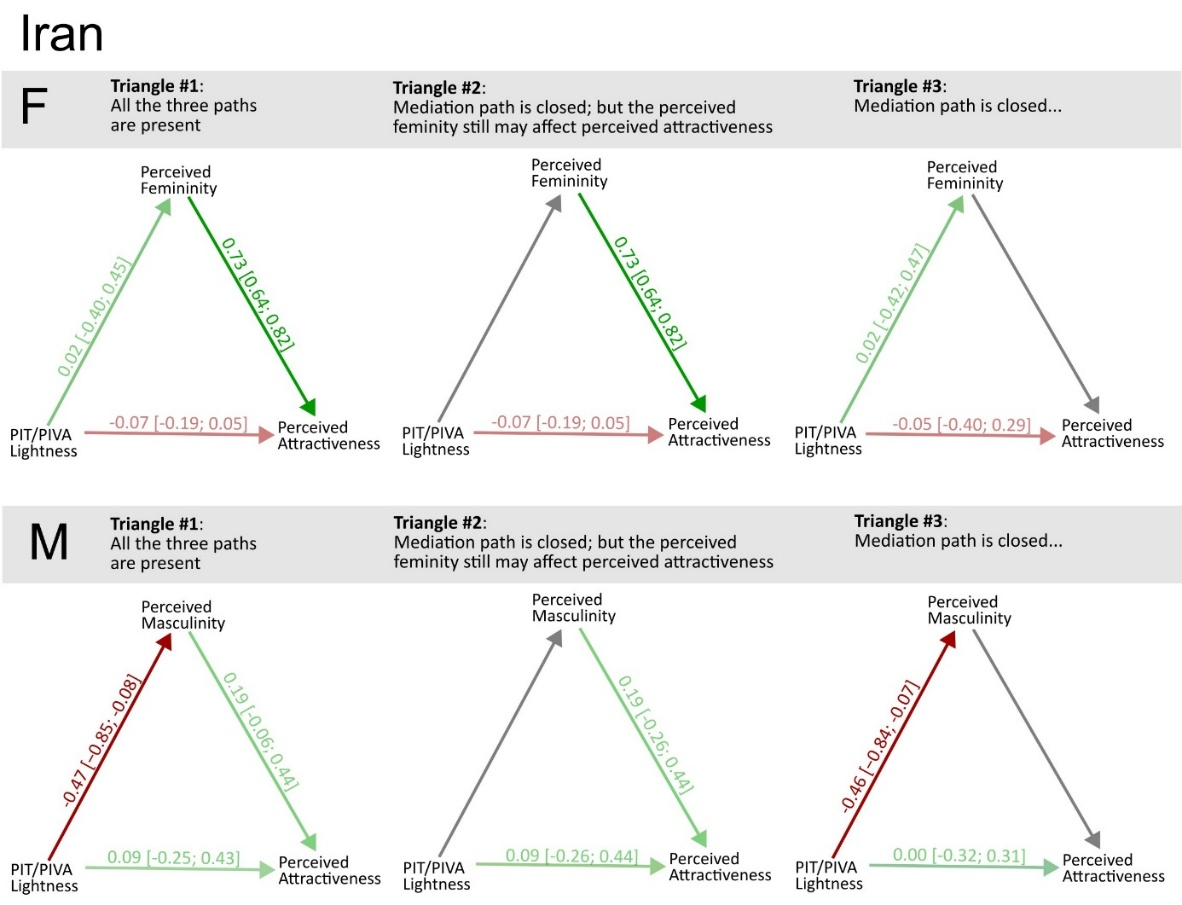 Iran
F
Triangle #1:
All the three paths
are present
Triangle #2:
Mediation path is closed; but the perceived
feminity still may affect perceived attractiveness
Triangle #3:
Mediation path is closed...
Perceived
Femininity
0.02 [-0.40; 0.45]
0.73 [0.64; 0.82]
-0.07 [-0.19; 0.05]
PIT/PIVA
Lightness
Perceived
Attractiveness
Perceived
Femininity
0.73 [0.64; 0.82]
-0.07 [-0.19; 0.05]
PIT/PIVA
Lightness
Perceived
Attractiveness
Perceived
Femininity
0.02 [-0.42; 0.47]
-0.05 [-0.40; 0.29]
PIT/PIVA
Lightness
Perceived
Attractiveness
M
Triangle #1:
All the three paths
are present
Triangle #2:
Mediation path is closed; but the perceived
feminity still may affect perceived attractiveness
Triangle #3:
Mediation path is closed...
Perceived
Masculinity
-0.47 [-0.85; -0.08]
0.19 [-0.06; 0.44]
0.09 [-0.25; 0.43]
PIT/PIVA
Lightness
Perceived
Attractiveness
Perceived
Masculinity
0.19 [-0.26; 0.44]
0.09 [-0.26; 0.44]
PIT/PIVA
Lightness
Perceived
Attractiveness
Perceived
Masculinity
-0.46 [-0.84; -0.07]
0.00 [-0.32; 0.31]
PIT/PIVA
Lightness
Perceived
Attractiveness